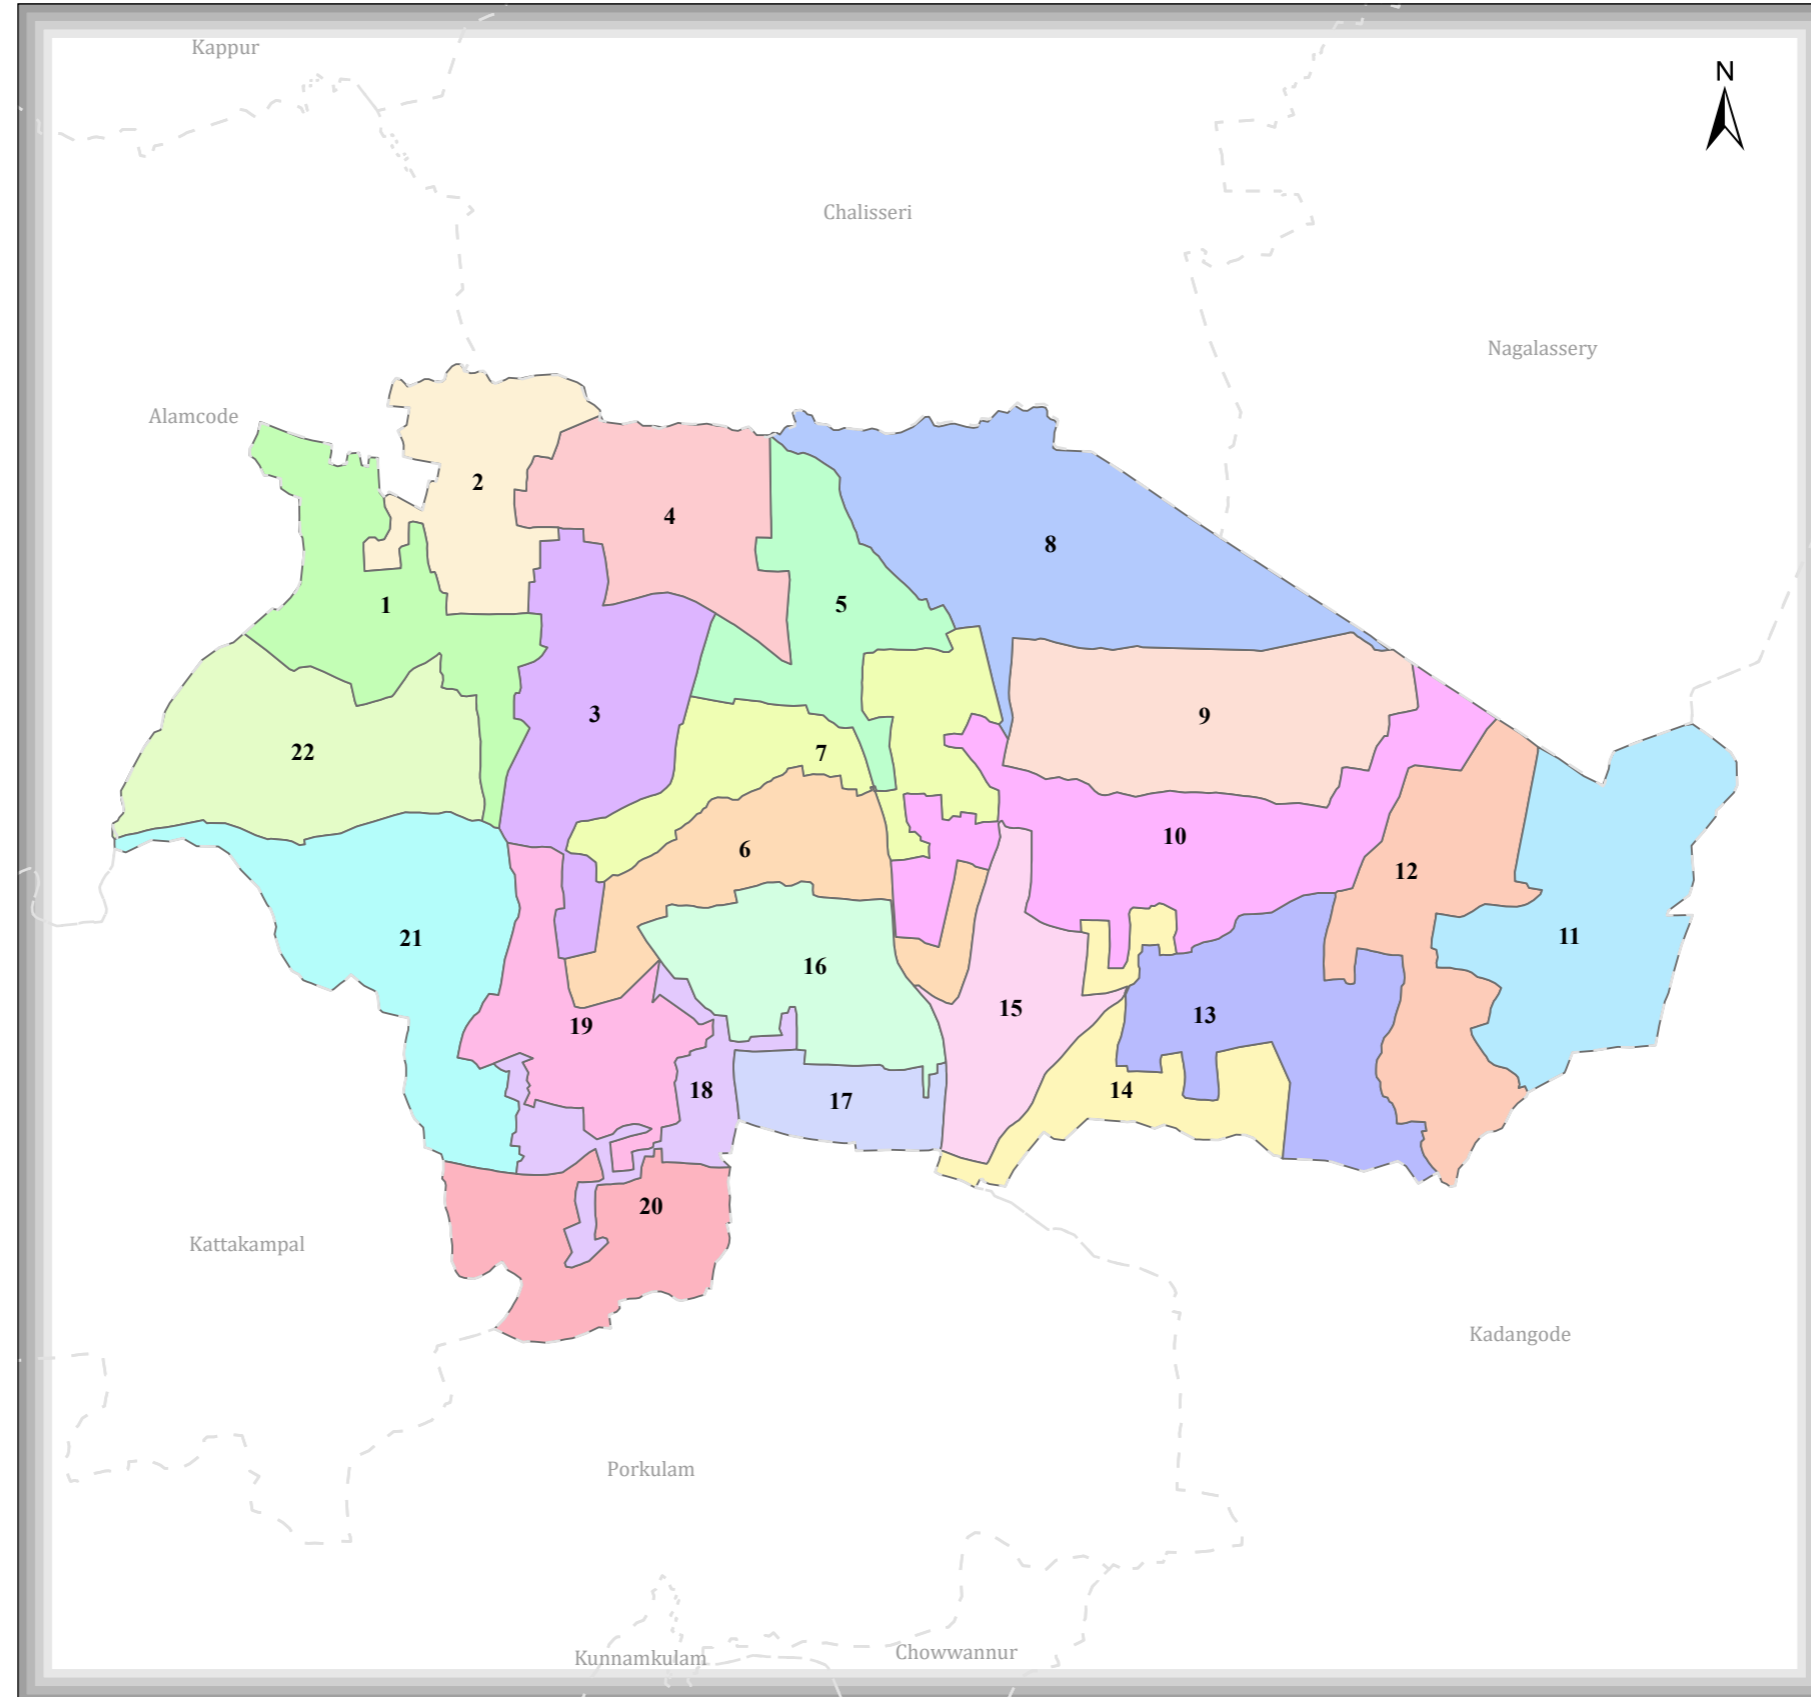 Kappur
N
Chalisseri
Nagalassery
Alamcode
2
4
8
5
1
3
9
22
7
10
6
12
21
11
16
15
13
19
18
17
14
20
Kattakampal
Kadangode
Porkulam
Chowwannur
Kunnamkulam